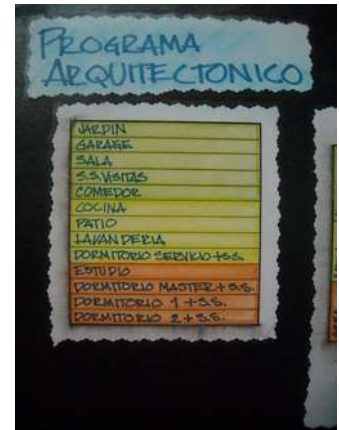 PROGRAMA
ARQUITECTONICO
JARDIN
GARAGE
SALA
S.S. VISITAS
COMEDOR
COCINA
PATIO
LAVANDERIA
DORMITORIO SERVICIO + S.S.
ESTUDIO
DORMITORIO MASTER + S.S.
DORMITORIO 1 + S.S.
DORMITORIO 2 + S.S.